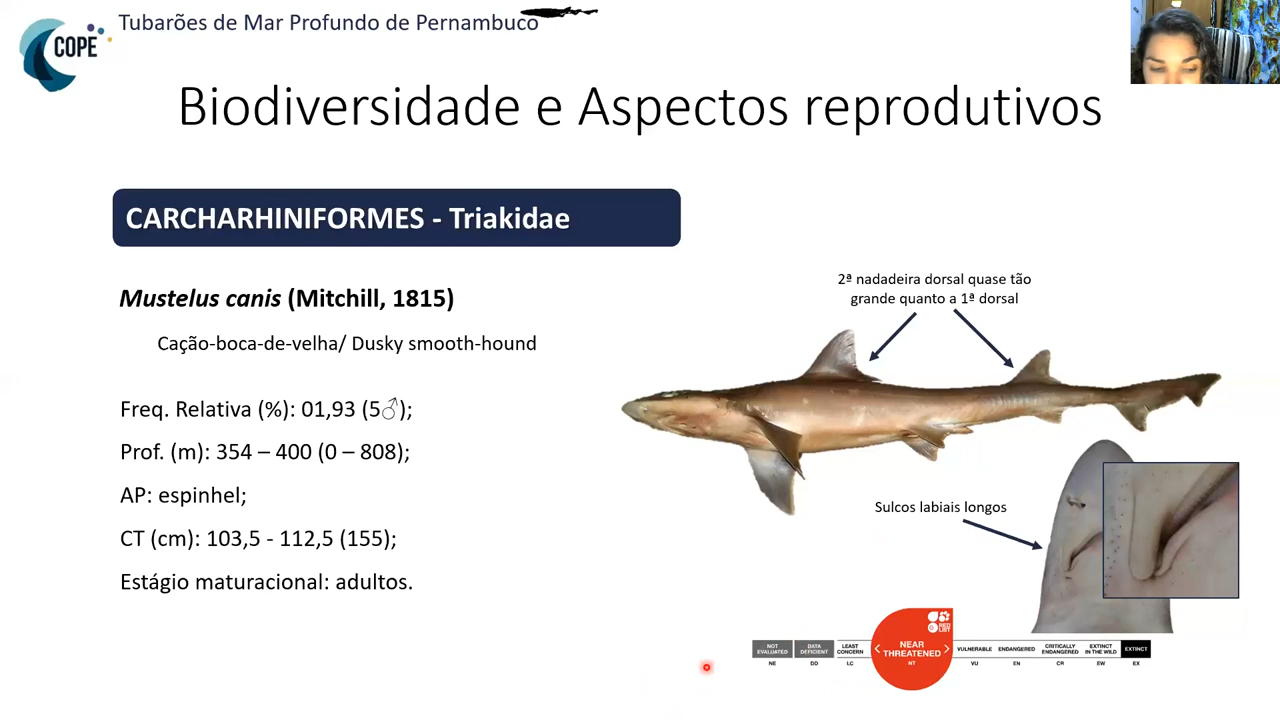 COPE
Tubarões de Mar Profundo de Pernambuco
Biodiversidade e Aspectos reprodutivos
CARCHARHINIFORMES - Triakidae
Mustelus canis (Mitchill, 1815)
Cação-boca-de-velha/ Dusky smooth-hound
Freq. Relativa (%): 01,93 (5♂);
Prof. (m): 354 – 400 (0 – 808);
AP: espinhel;
CT (cm): 103,5 - 112,5 (155);
Estágio maturacional: adultos.
2ª nadadeira dorsal quase tão
grande quanto a 1ª dorsal
Sulcos labiais longos
RED
LIST
NOT
EVALUATED
NE
DATA
DEFICIENT
DD
LEAST
CONCERN
LC
NEAR
THREATENED
NT
VULNERABLE
VU
ENDANGERED
EN
CRITICALLY
ENDANGERED
CR
EXTINCT
IN THE WILD
EW
EXTINCT
EX